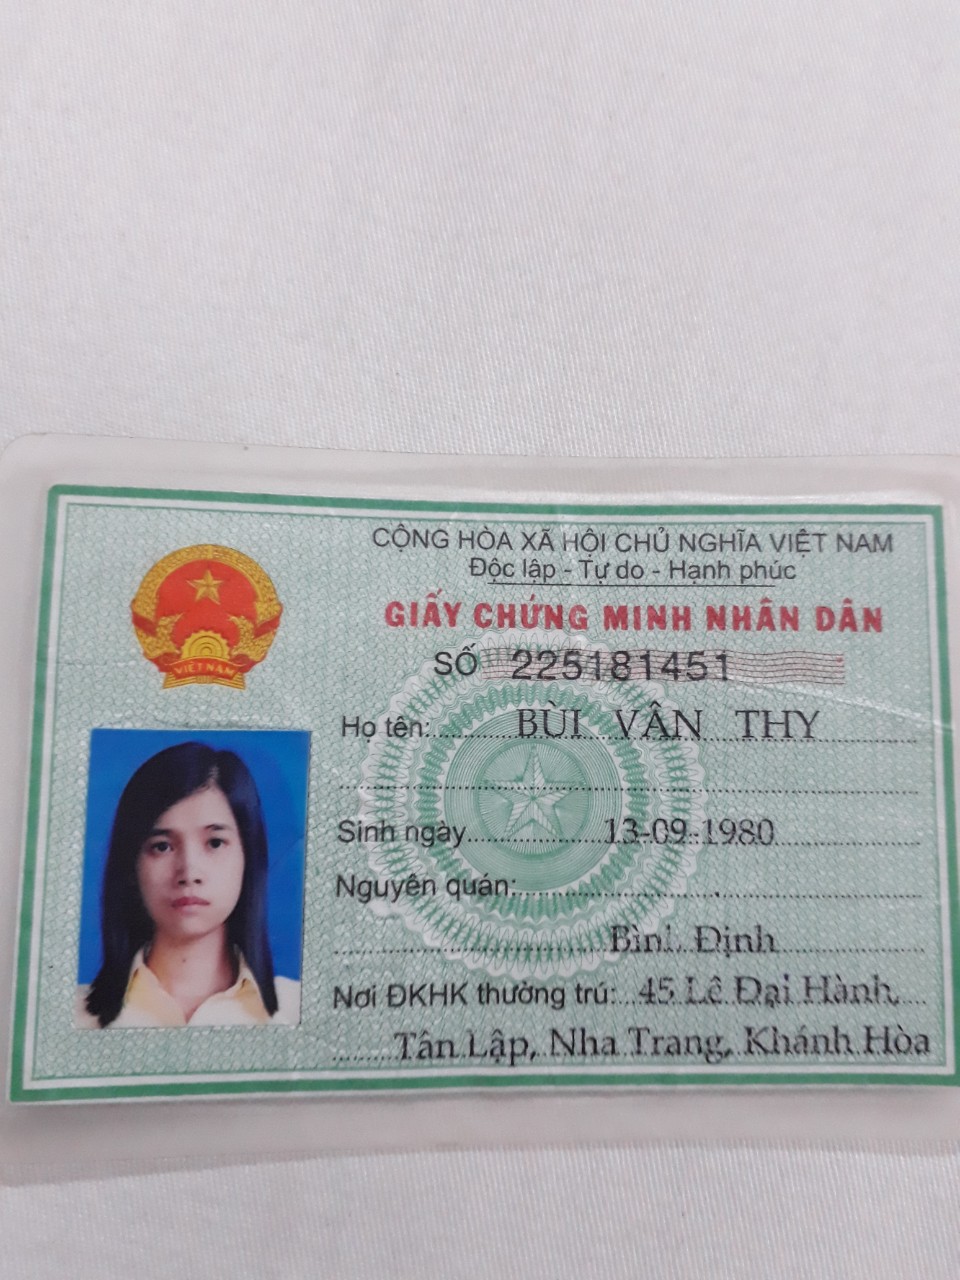 CỘNG HÒA XÃ HỘI CHỦ NGHĨA VIỆT NAM
Độc lập - Tự do - Hạnh phúc
GIẤY CHỨNG MINH NHÂN DÂN
SỐ 225181451
VIỆT NAM
Họ tên: BÙI VÂN THY
Sinh ngày 13-09-1980
Nguyên quán:
Bình Định
Nơi ĐKHK thường trú: 45 Lê Đại Hành,
Tân Lập, Nha Trang, Khánh Hòa